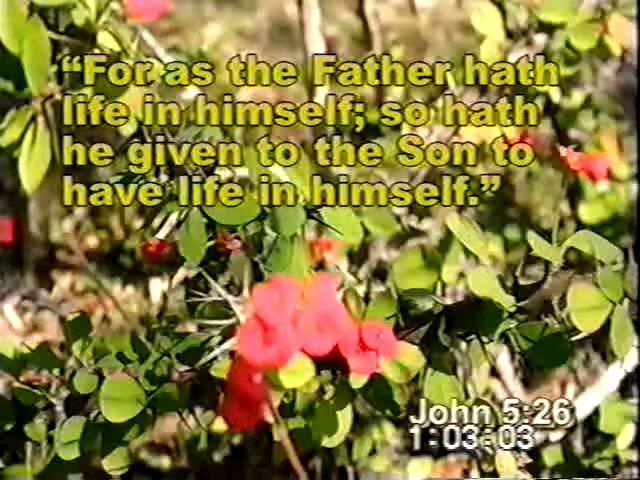 “For as the Father hath
life in himself; so hath
he given to the Son to
have life in himself.”
John 5:26
1:03:03